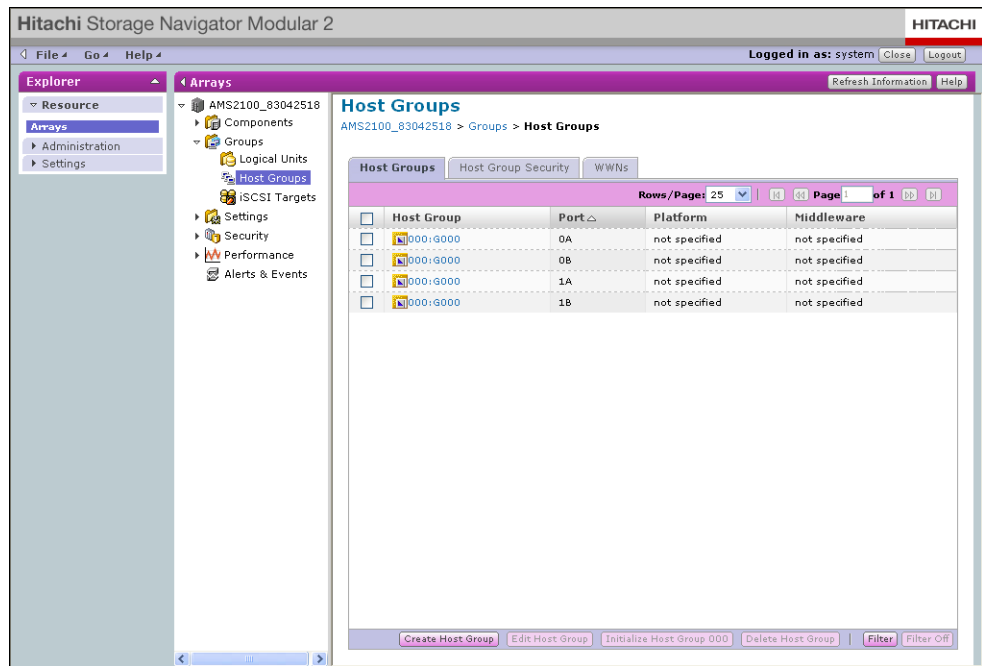 Hitachi Storage Navigator Modular 2
HITACHI
File Go Help
Logged in as: system Close Logout
Explorer
Resource
Arrays
Administration
Settings
Arrays
Refresh Information Help
AMS2100_83042518
Components
Groups
Logical Units
Host Groups
iSCSI Targets
Settings
Security
Performance
Alerts & Events
Host Groups
AMS2100_83042518 > Groups > Host Groups
Host Groups Host Group Security WWNs
Rows/Page: 25 Page 1 of 1
Host Group Port Platform Middleware
000:G000 0A not specified not specified
000:G000 0B not specified not specified
000:G000 1A not specified not specified
000:G000 1B not specified not specified
Create Host Group Edit Host Group Initialize Host Group 000 Delete Host Group | Filter Filter Off